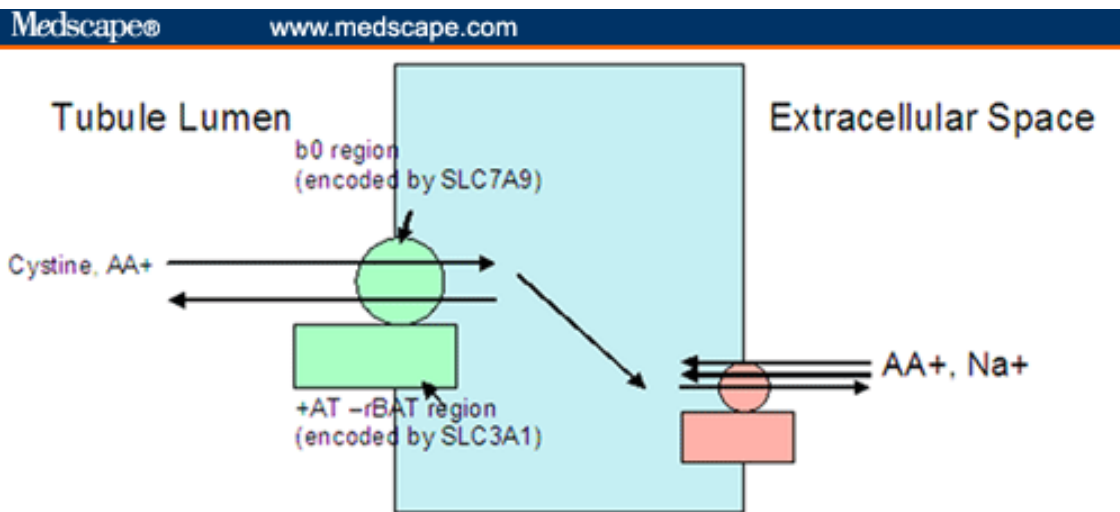 Medscape® www.medscape.com
Tubule Lumen
Extracellular Space
b0 region
(encoded by SLC7A9)
Cystine, AA+
AA+, Na+
+AT –rBAT region
(encoded by SLC3A1)